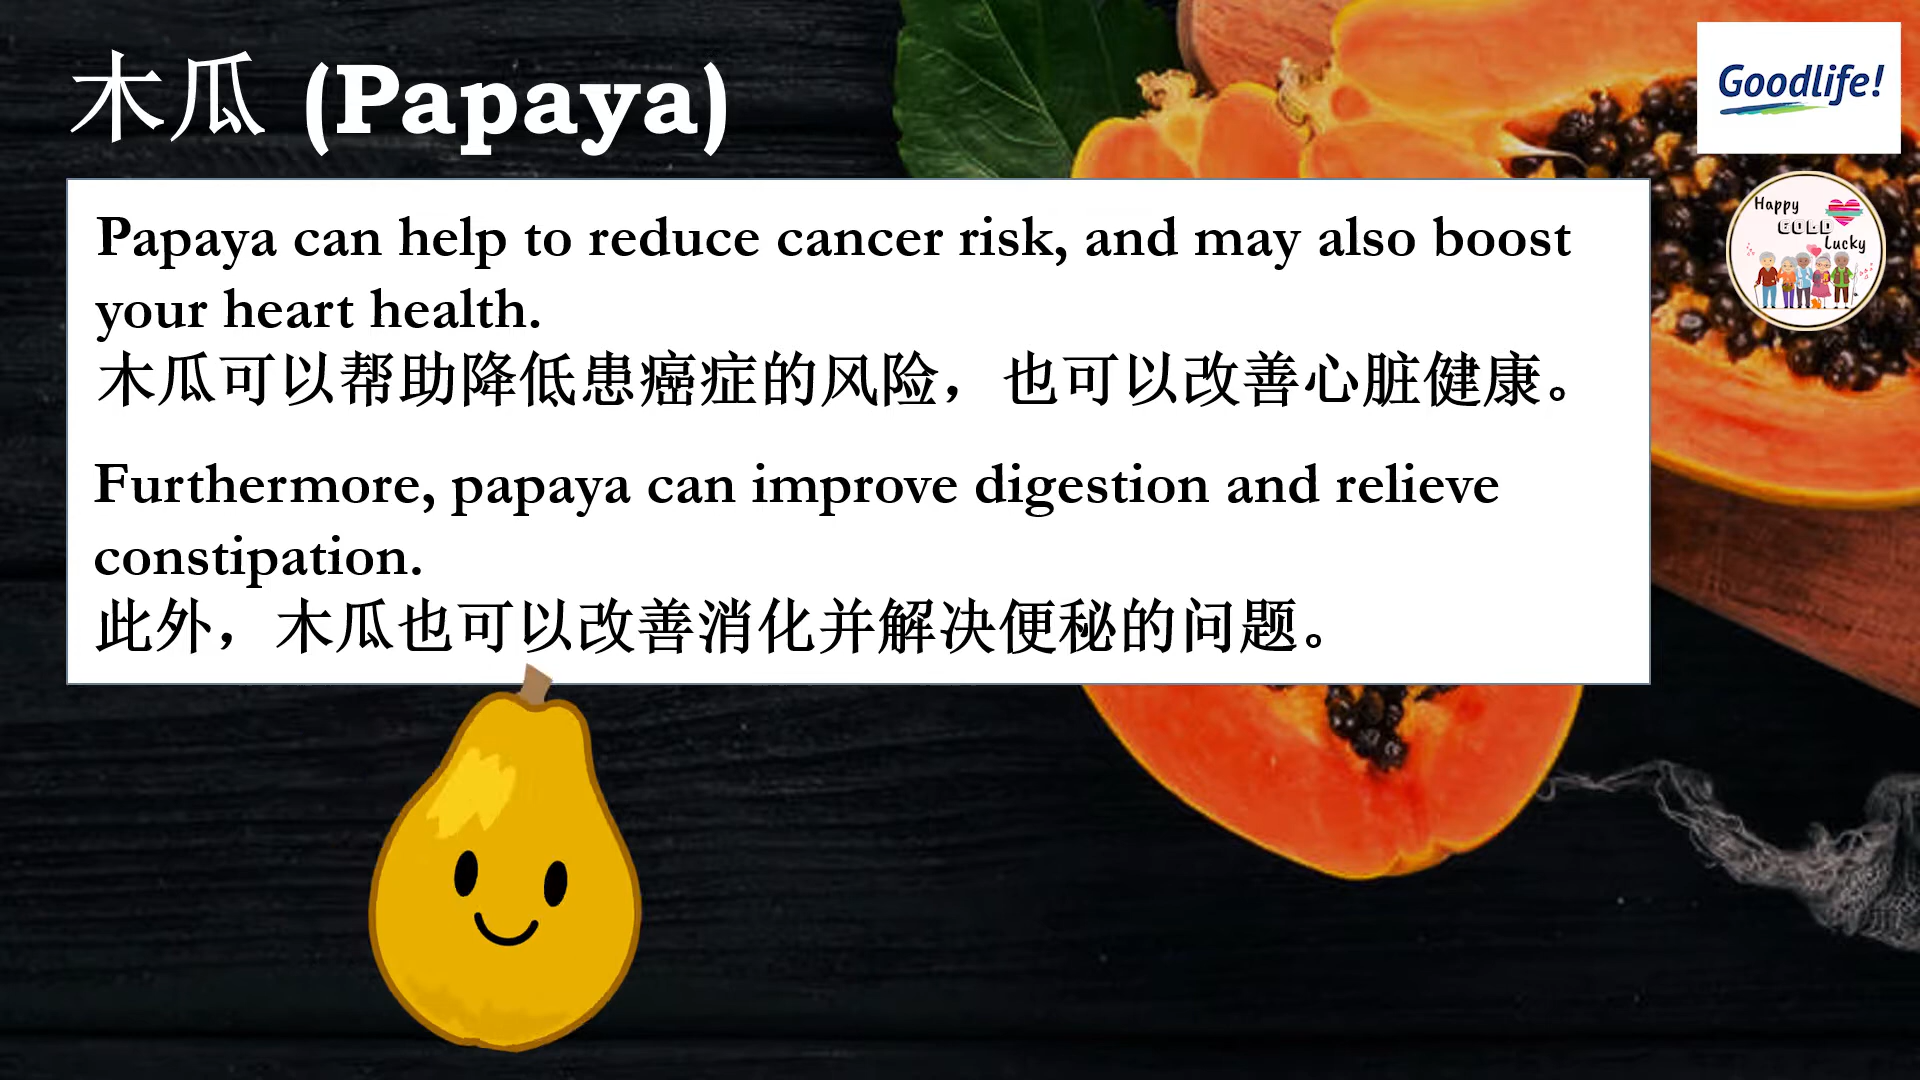 木瓜 (Papaya)
Goodlife!
Happy
GOLD
Lucky
Papaya can help to reduce cancer risk, and may also boost
your heart health.
木瓜可以帮助降低患癌症的风险，也可以改善心脏健康。
Furthermore, papaya can improve digestion and relieve
constipation.
此外，木瓜也可以改善消化并解决便秘的问题。